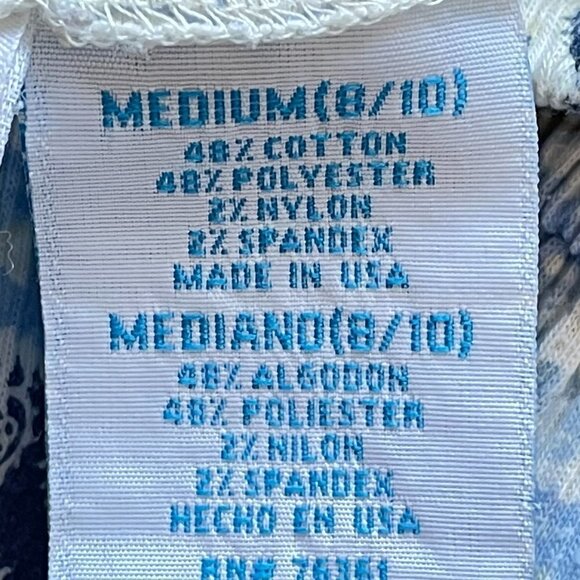 MEDIUM(8/10)
48% COTTON
48% POLYESTER
2% NYLON
2% SPANDEX
MADE IN USA
MEDIANO(8/10)
48% ALGODON
48% POLIESTER
2% NILON
2% SPANDEX
HECHO EN USA
RN#